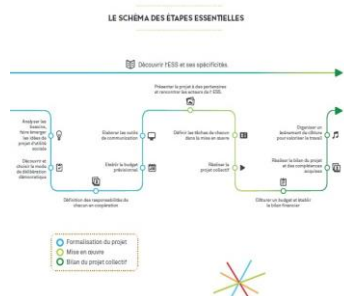 LE SCHÉMA DES ÉTAPES ESSENTIELLES
Découvrir l'ESS et ses spécificités
Présenter le projet à des partenaires
et rencontrer les acteurs de l'ESS.
Analyser les
besoins,
faire émerger
les idées du
projet d'utilité
sociale
Découvrir et
choisir le mode
de délibération
démocratique
Définition des responsabilités de
chacun en coopération
Élaborer les outils
de communication
Établir le budget
prévisionnel
Définir les tâches de chacun
dans la mise en œuvre
Réaliser le
projet collectif
Clôturer un budget et établir
le bilan financier
Organiser un
événement de clôture
pour valoriser le travail
Réaliser le bilan du projet
et des compétences
acquises
Formalisation du projet
Mise en œuvre
Bilan du projet collectif